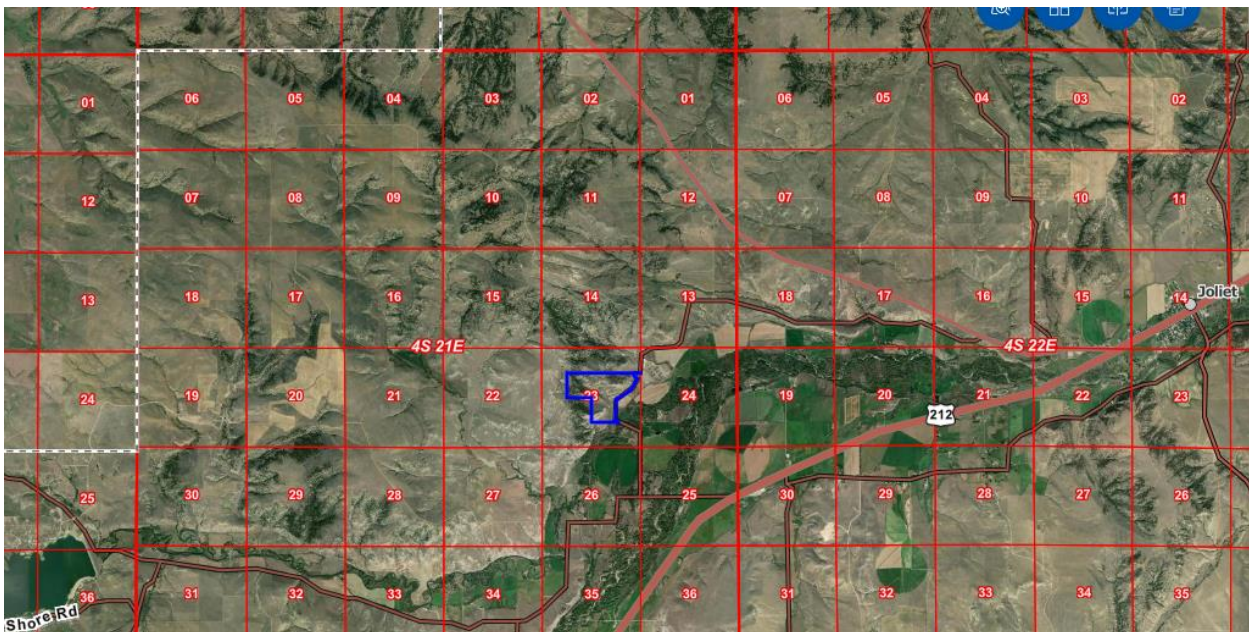 01 06 05 04 03 02 01 06 05 04 03 02
12 07 08 09 10 11 12 07 08 09 10 11
13 18 17 16 15 14 13 18 17 16 15 14 Joliet
4S 21E 4S 22E
24 19 20 21 22 23 24 19 20 21 22 23
212
25 30 29 28 27 26 25 30 29 28 27 26
36 31 32 33 34 35 36 31 32 33 34 35
Shore Rd